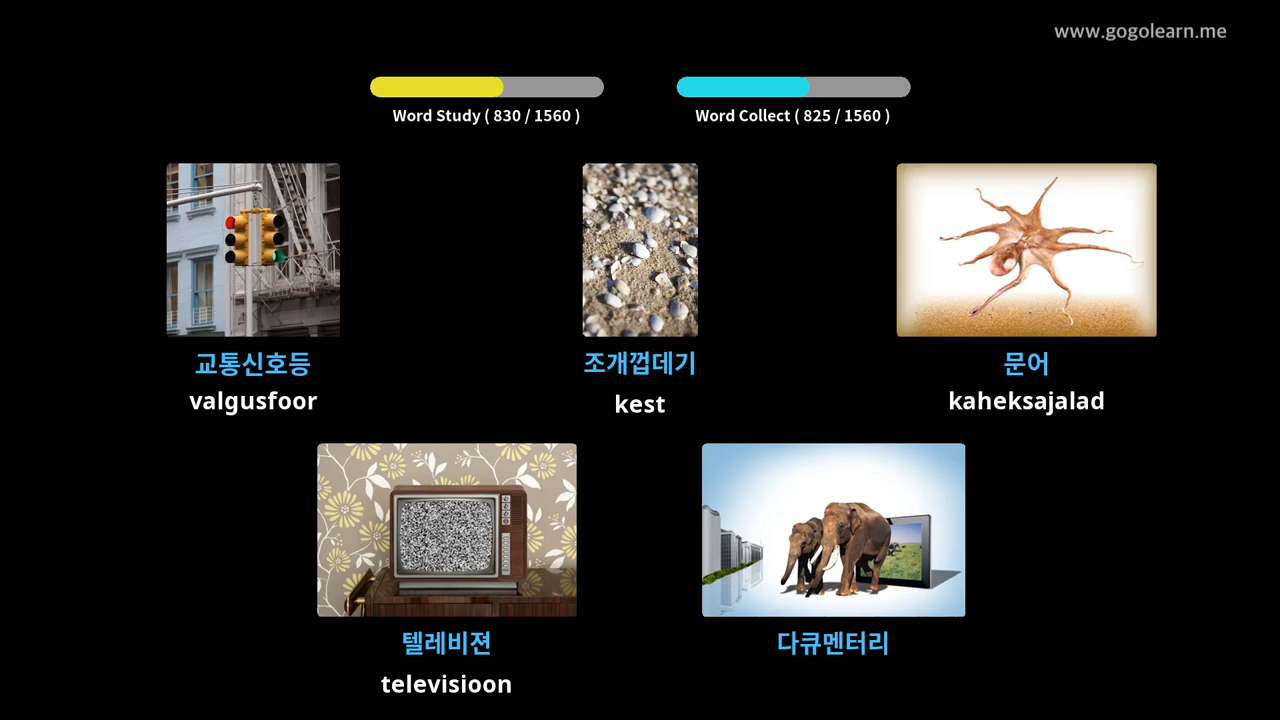 www.gogolearn.me
Word Study ( 830 / 1560 )
Word Collect ( 825 / 1560 )
교통신호등
valgusfoor
조개껍데기
kest
문어
kaheksajalad
텔레비젼
televisioon
다큐멘터리